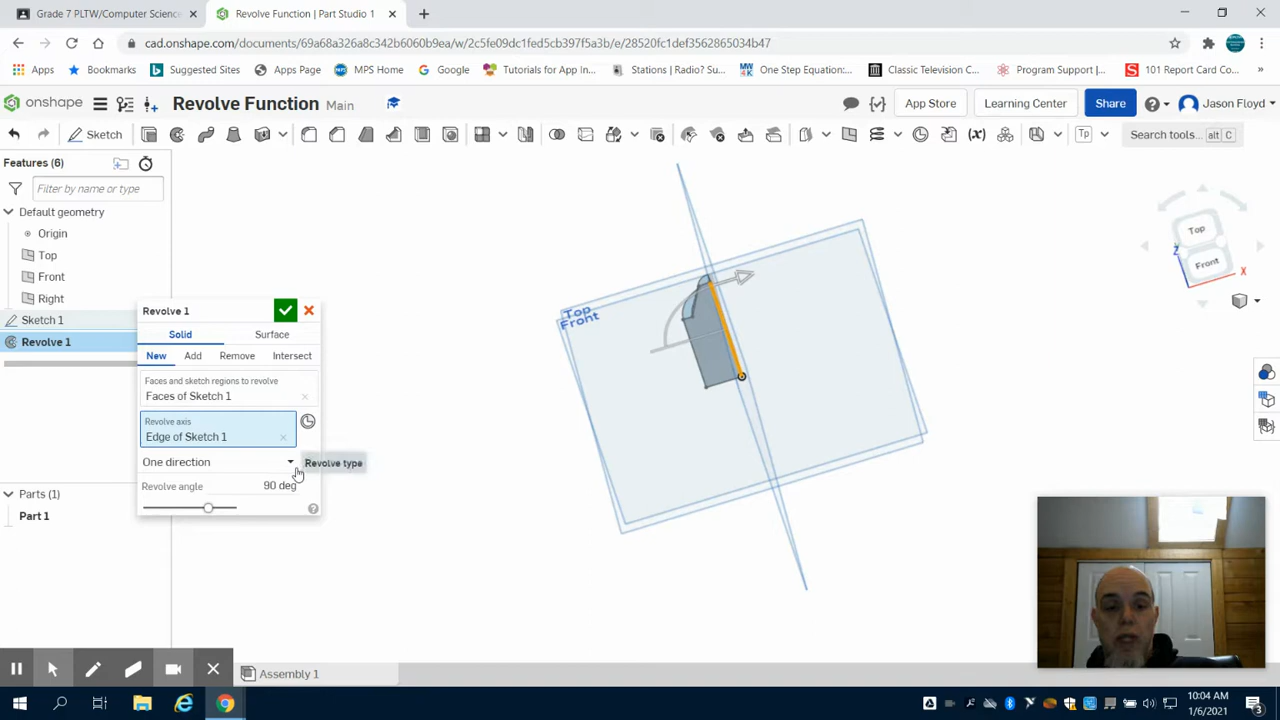 Grade 7 PLTW/Computer Science
Revolve Function | Part Studio 1
cad.onshape.com/documents/69a68a326a8c342b6060b9ea/w/2c5fe09dc1fed5cb397f5a3b/e/28520fc1def3562865034b47
Apps
Bookmarks
Suggested Sites
Apps Page
MPS Home
Google
Tutorials for App In...
Stations | Radio? Su...
One Step Equation:...
Classic Television C...
Program Support |...
101 Report Card Co...
»
onshape
Revolve Function
Main
App Store
Learning Center
Share
Jason Floyd
Sketch
Search tools...
alt C
Features (6)
Filter by name or type
Default geometry
Origin
Top
Front
Right
Sketch 1
Revolve 1
Revolve 1
Solid
Surface
New
Add
Remove
Intersect
Faces and sketch regions to revolve
Faces of Sketch 1
Revolve axis
Edge of Sketch 1
One direction
Revolve type
Revolve angle
90 deg
Parts (1)
Part 1
Top
Front
Top
Front
Z
X
Assembly 1
10:04 AM
1/6/2021
3